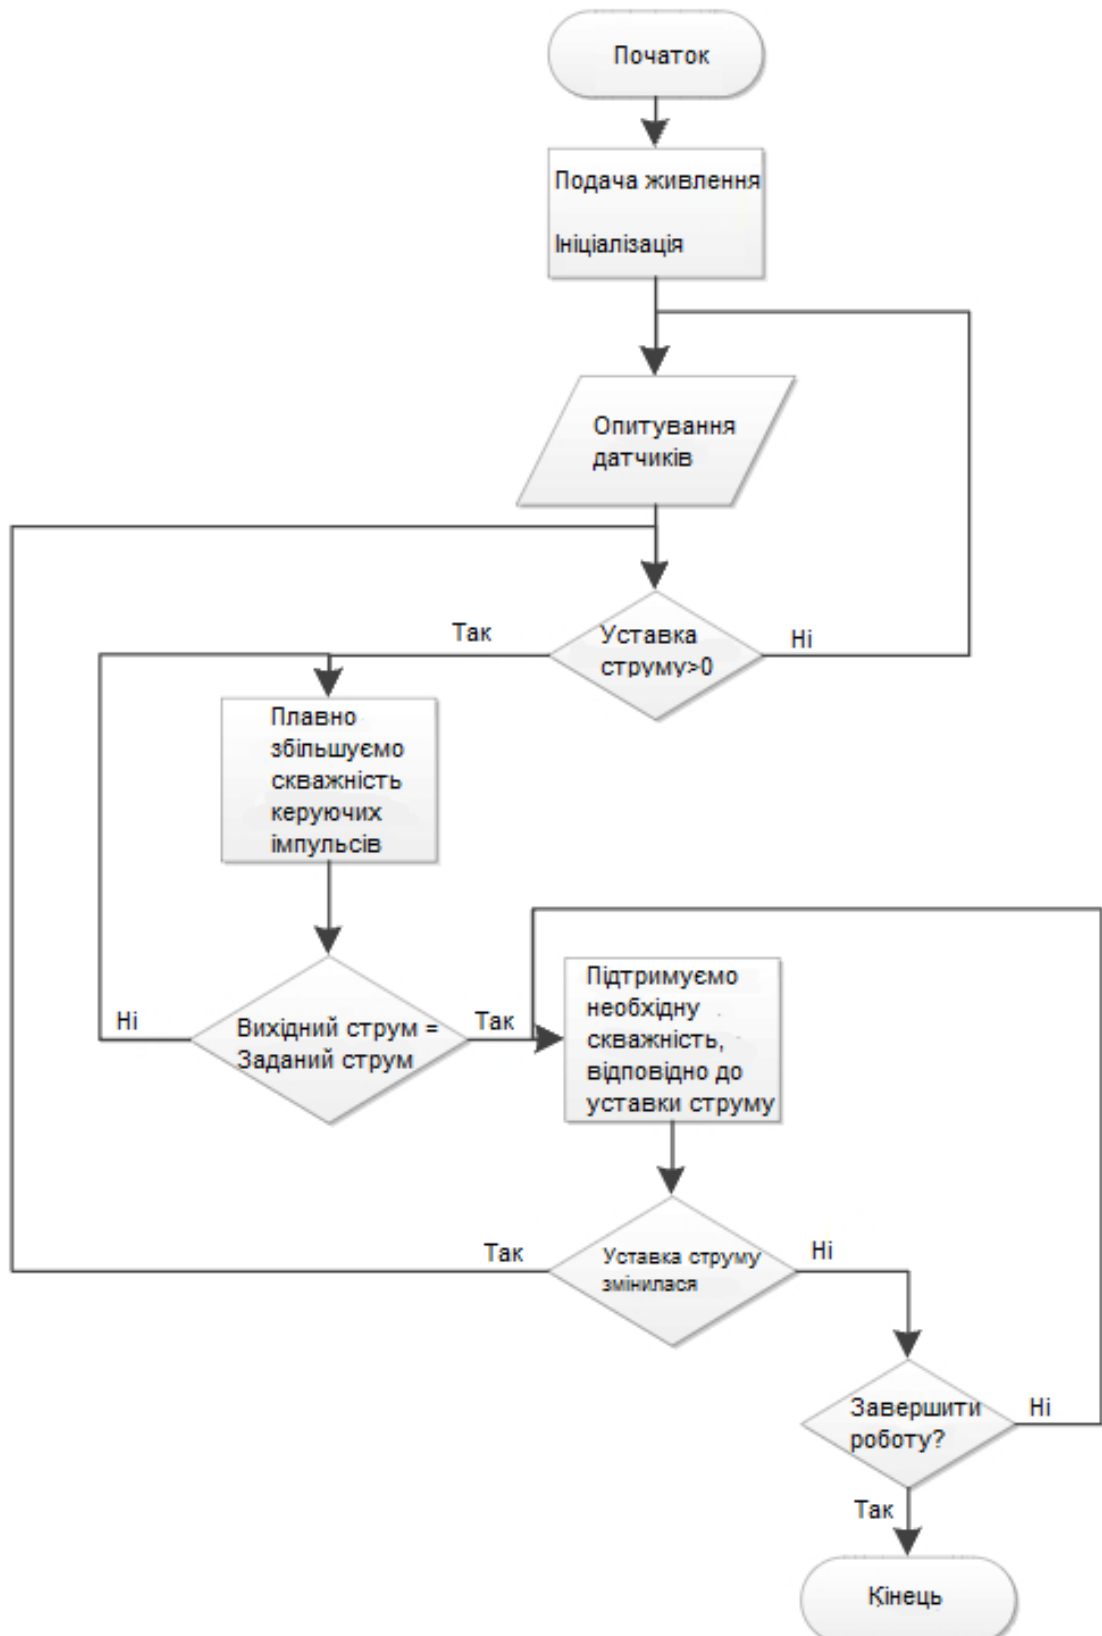 Початок
Подача живлення
Ініціалізація
Опитування
датчиків
Так
Уставка
струму>0
Ні
Плавно
збільшуємо
скважність
керуючих
імпульсів
Ні
Вихідний струм =
Заданий струм
Так
Підтримуємо
необхідну
скважність,
відповідно до
уставки струму
Так
Уставка струму
змінилася
Ні
Завершити
роботу?
Ні
Так
Кінець